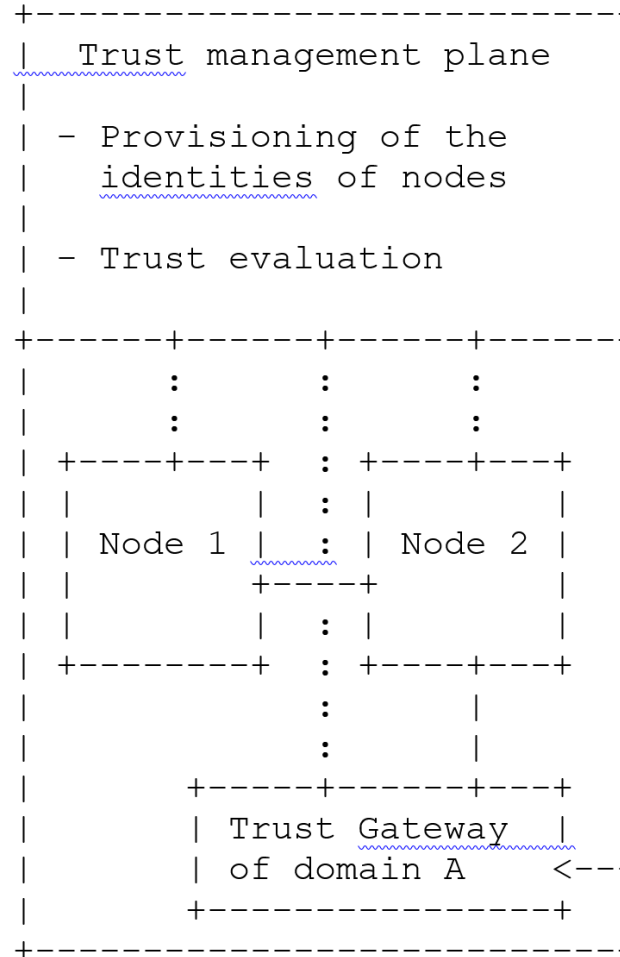 +-----------------------------
|  Trust management plane
|
| - Provisioning of the
|   identities of nodes
|
| - Trust evaluation
|
+------+------+------+-------
|      :      :      :
|      :      :      :
| +----+---+  : +----+---+
| |        |  : |        |
| | Node 1 |  : | Node 2 |
| |        +-----+        |
| |        |  : |        |
| +--------+  : +----+---+
|             :      |
|             :      |
|       +-----+------+---+
|       | Trust Gateway  |
|       | of domain A    <---
|       +----------------+
+-----------------------------